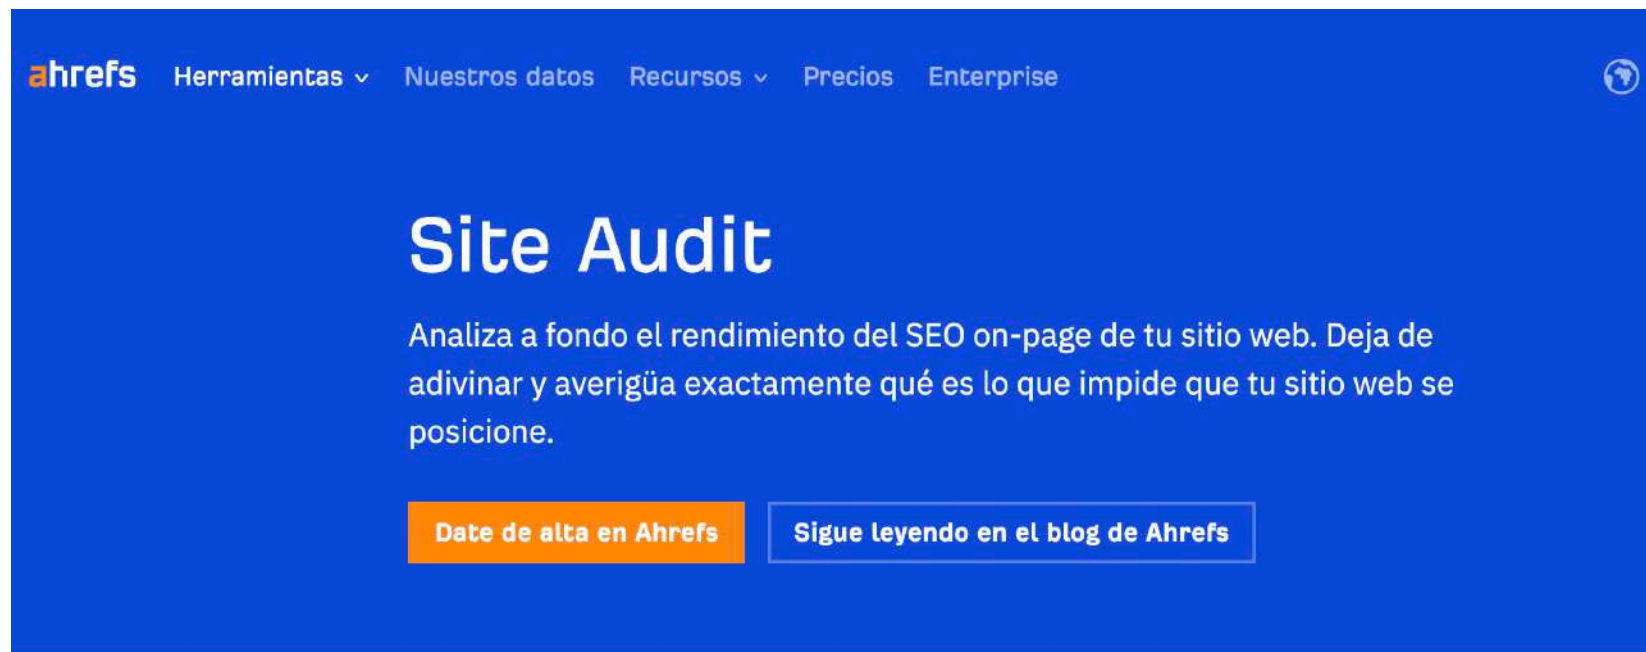 ahrefs Herramientas Nuestros datos Recursos Precios Enterprise
Site Audit
Analiza a fondo el rendimiento del SEO on-page de tu sitio web. Deja de
adivinar y averigüa exactamente qué es lo que impide que tu sitio web se
posicione.
Date de alta en Ahrefs Sigue leyendo en el blog de Ahrefs